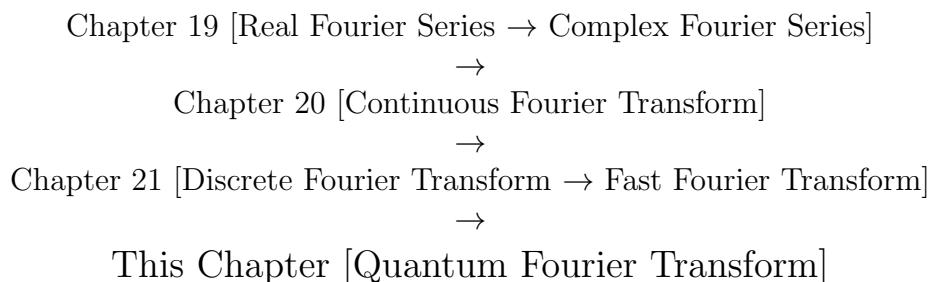 Chapter 19 [Real Fourier Series → Complex Fourier Series]
→
Chapter 20 [Continuous Fourier Transform]
→
Chapter 21 [Discrete Fourier Transform → Fast Fourier Transform]
→
This Chapter [Quantum Fourier Transform]